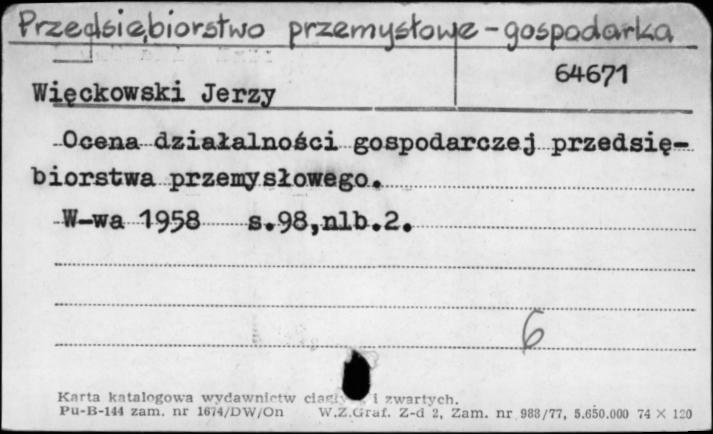 Przedsiębiorstwo przemysłowe - gospodarka
64671
Więckowski Jerzy
Ocena działalności gospodarczej przedsię-
biorstwa przemysłowego.
W-wa 1958 s.98,nlb.2.
6
Karta katalogowa wydawnictw i zwartych.
Pu-B-144 zam. nr 1674/DW/On W.Z.Graf. Z-d 2, Zam. nr 988/77, 5.650.000 74 X 120